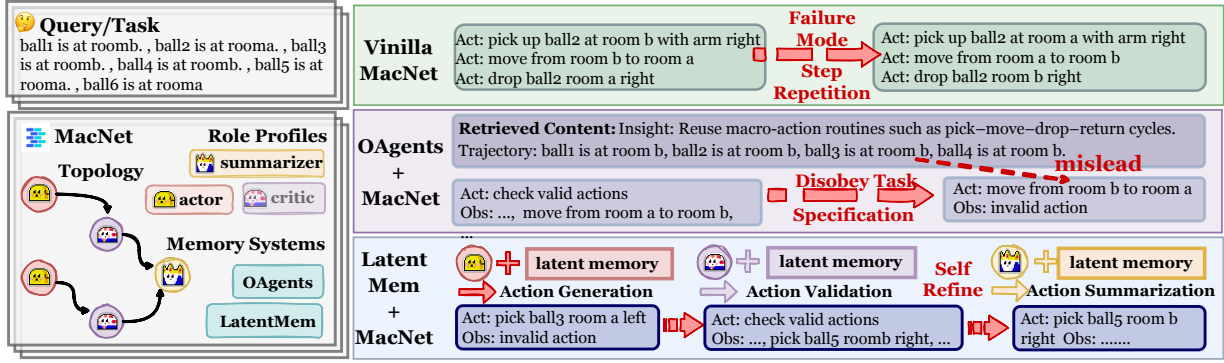 Query/Task
ball1 is at roomb. , ball2 is at rooma. , ball3
is at roomb. , ball4 is at roomb. , ball5 is at
rooma. , ball6 is at rooma
MacNet
Role Profiles
Topology
summarizer
actor
critic
Memory Systems
OAgents
LatentMem
Vinilla
MacNet
Act: pick up ball2 at room b with arm right
Act: move from room b to room a
Act: drop ball2 room a right
Failure
Mode
Step
Repetition
Act: pick up ball2 at room a with arm right
Act: move from room a to room b
Act: drop ball2 room b right
OAgents
+
MacNet
Retrieved Content: Insight: Reuse macro-action routines such as pick–move–drop–return cycles.
Trajectory: ball1 is at room b, ball2 is at room b, ball3 is at room b, ball4 is at room b.
mislead
Act: check valid actions
Obs: ..., move from room a to room b,
...
Disobey Task
Specification
Act: move from room b to room a
Obs: invalid action
Latent
Mem
+
MacNet
+ latent memory
Action Generation
+ latent memory
Action Validation
Self
Refine
+ latent memory
Action Summarization
Act: pick ball3 room a left
Obs: invalid action
Act: check valid actions
Obs: ..., pick ball5 roomb right, ...
Act: pick ball5 room b
right Obs: .......